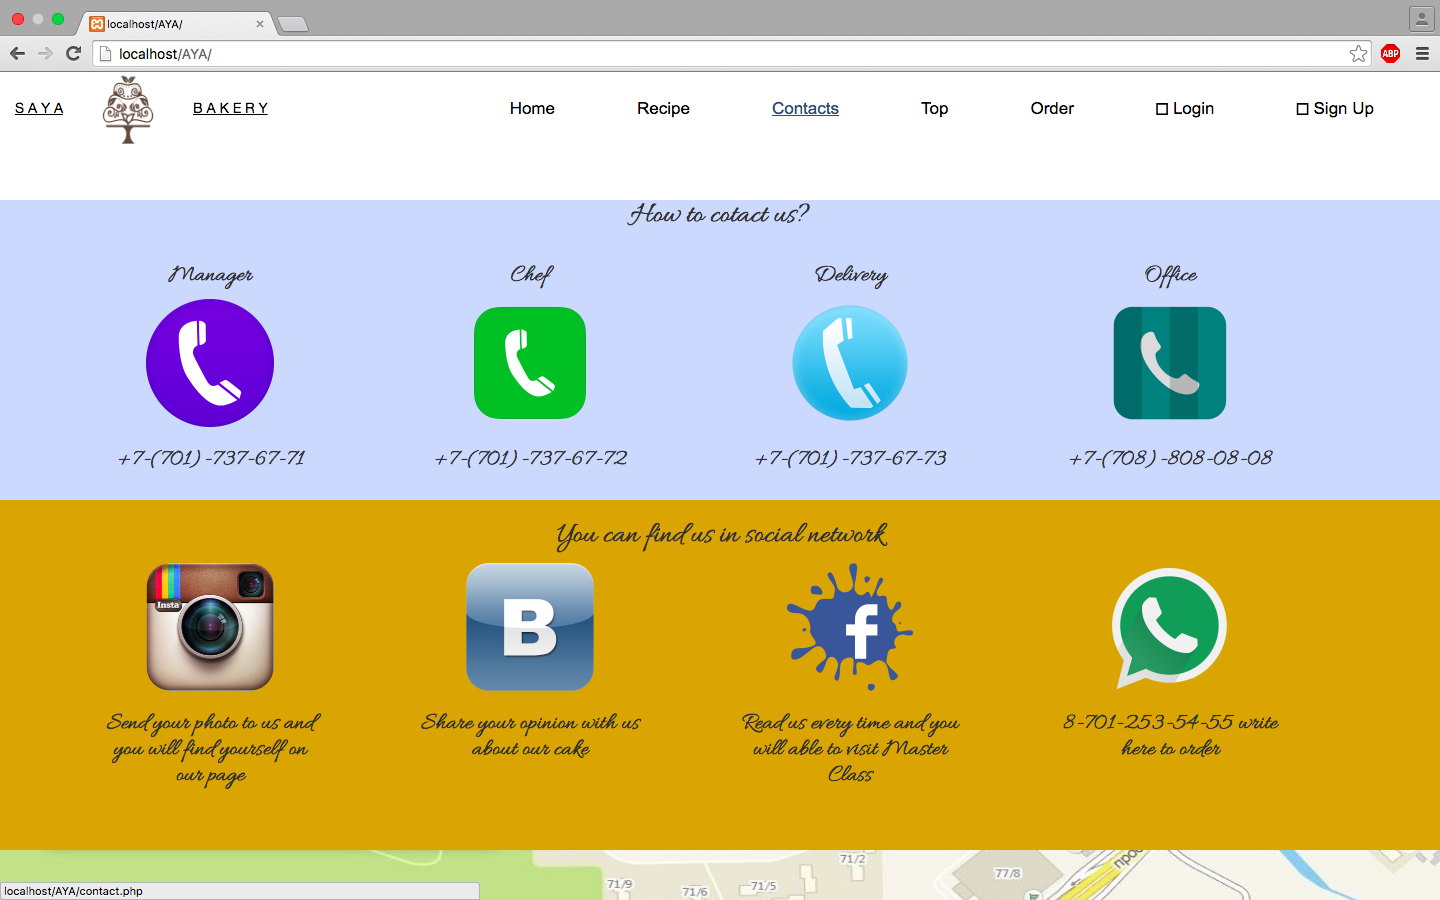 localhost/AYA/
localhost/AYA/
ABP
SAYA
BAKERY
Home
Recipe
Contacts
Top
Order
Login
Sign Up
How to cotact us?
Manager
Chef
Delivery
Office
+7-(701) -737-67-71
+7-(701) -737-67-72
+7-(701) -737-67-73
+7-(708) -808-08-08
You can find us in social network
Insta
B
f
Send your photo to us and
you will find yourself on
our page
Share your opinion with us
about our cake
Read us every time and you
will able to visit Master
Class
8-701-253-54-55 write
here to order
71/2
71/9
71/6
71/5
77/8
просп
localhost/AYA/contact.php